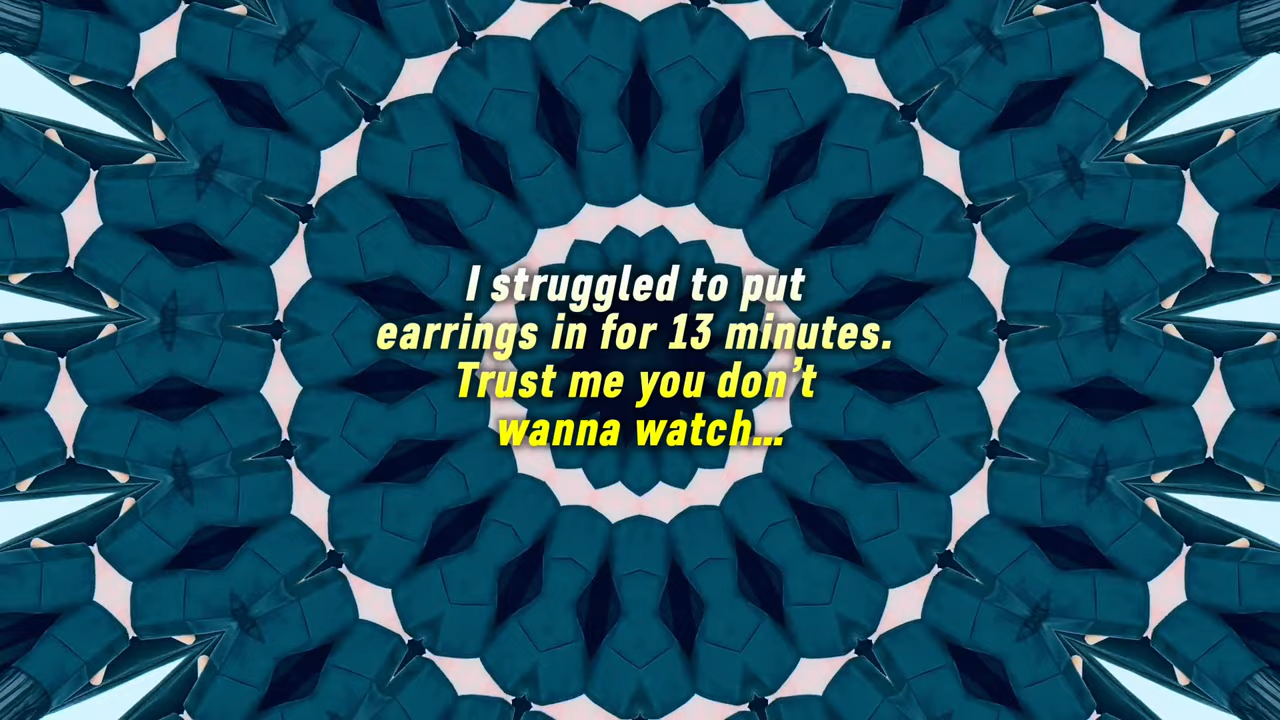 I struggled to put
earrings in for 13 minutes.
Trust me you don’t
wanna watch...